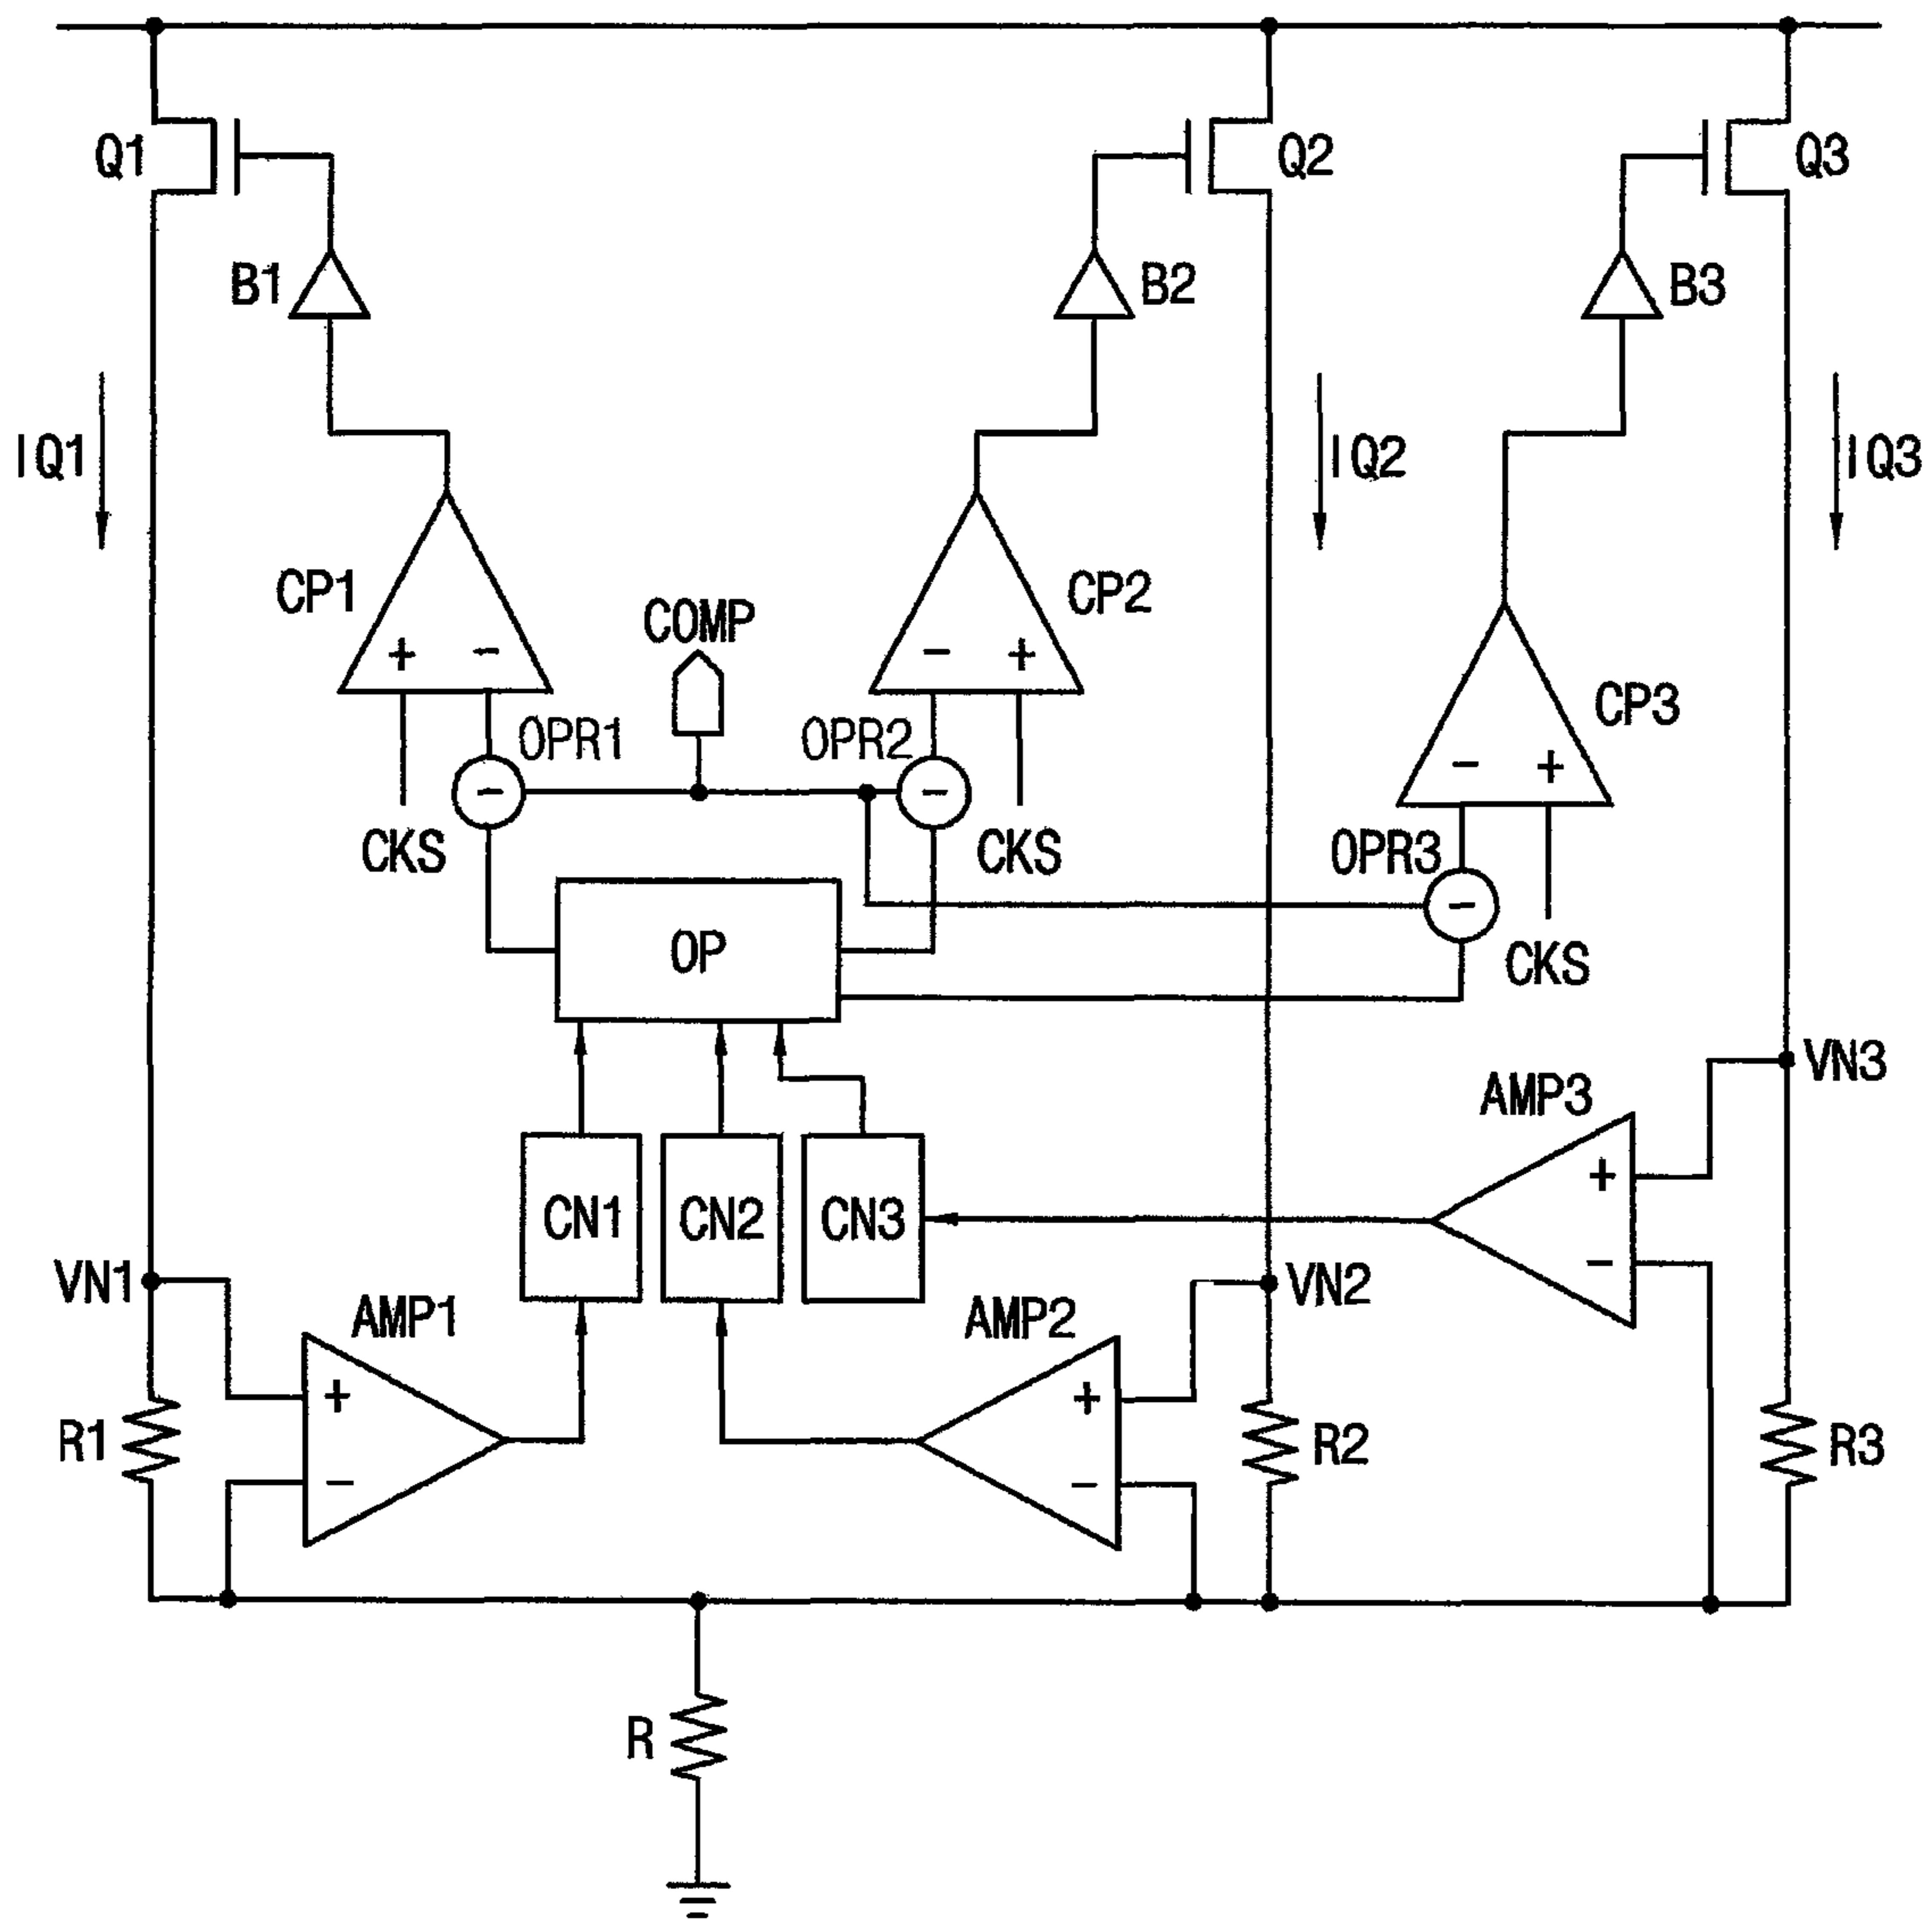 Q1
Q2
Q3
B1
B2
B3
IQ1
IQ2
IQ3
CP1
+
-
COMP
CP2
-
+
CP3
-
+
OPR1
OPR2
OPR3
-
-
-
CKS
CKS
CKS
OP
VN3
AMP3
+
-
CN1
CN2
CN3
VN1
VN2
AMP1
+
-
AMP2
+
-
R1
R2
R3
R